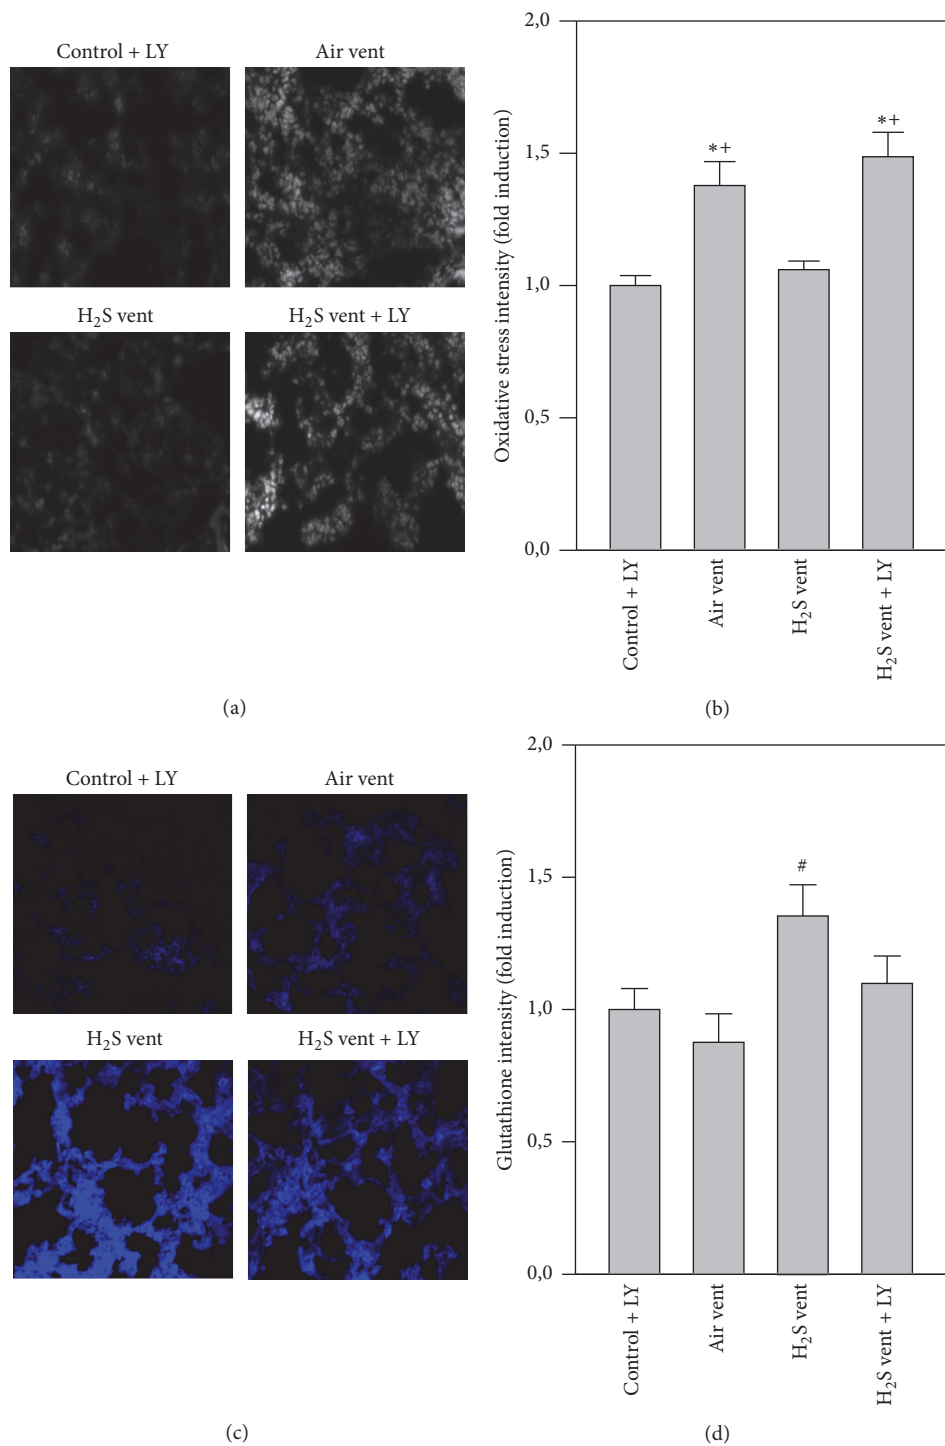 Control + LY
Air vent
H₂S vent
H₂S vent + LY
(a)
Oxidative stress intensity (fold induction)
2,0
1,5
1,0
0,5
0,0
*+
*+
Control + LY
Air vent
H₂S vent
H₂S vent + LY
(b)
Control + LY
Air vent
H₂S vent
H₂S vent + LY
(c)
Glutathione intensity (fold induction)
2,0
1,5
1,0
0,5
0,0
#
Control + LY
Air vent
H₂S vent
H₂S vent + LY
(d)